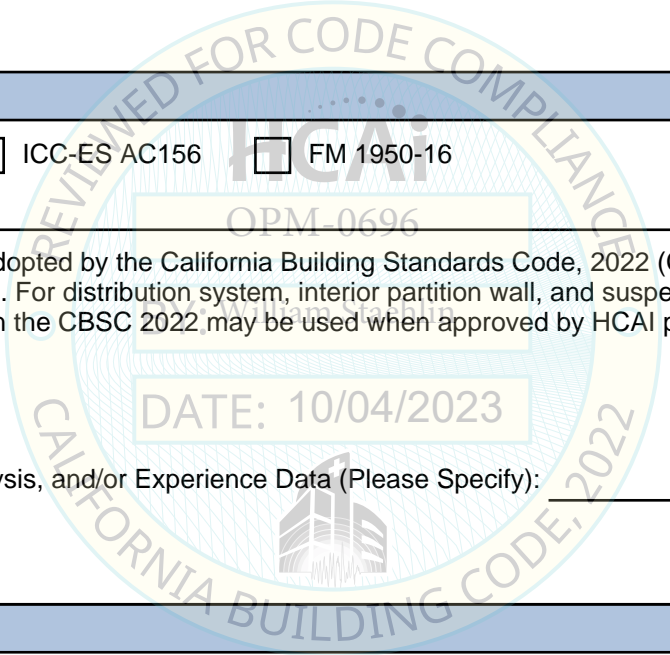 REVIEWED FOR CODE COMPLIANCE
HCAi
ICC-ES AC156 FM 1950-16
OPM-0696
dopted by the California Building Standards Code, 2022 (
. For distribution system, interior partition wall, and suspe
n the CBSC 2022 may be used when approved by HCAI p
BY: William Staehlin
DATE: 10/04/2023
ysis, and/or Experience Data (Please Specify):
CALIFORNIA BUILDING CODE, 2022